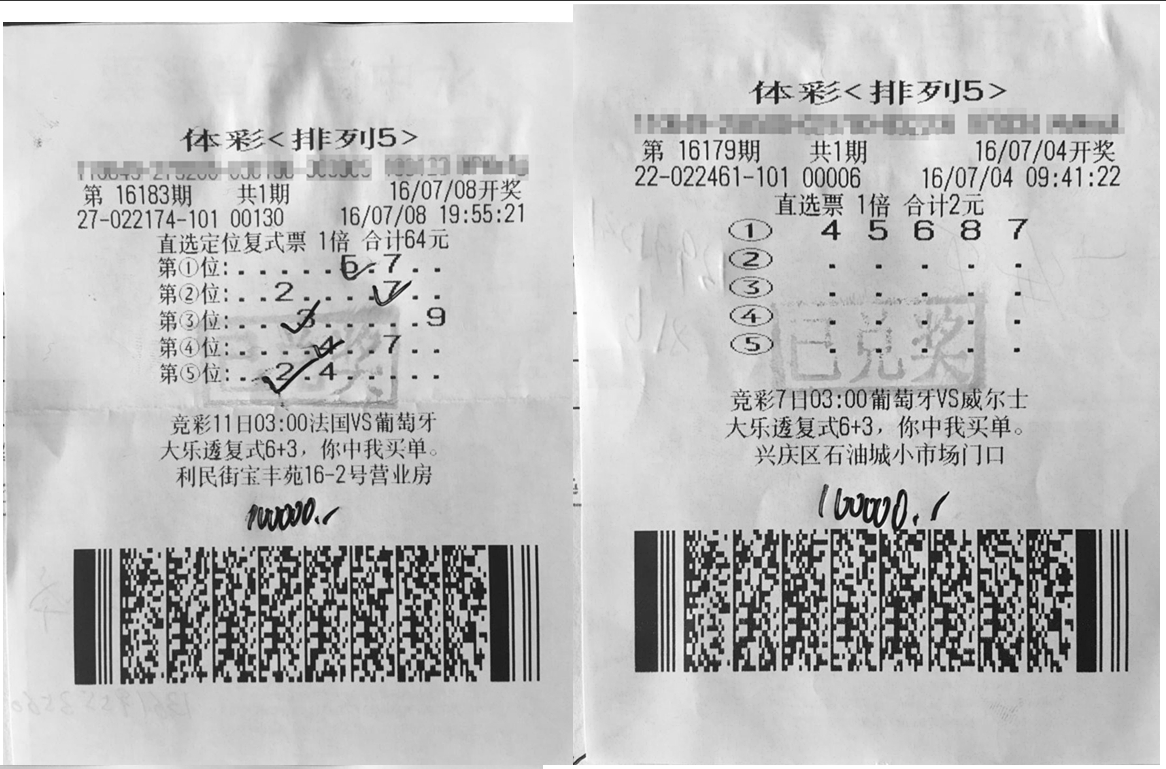 体彩<排列5>
第 16183期 共1期 16/07/08开奖
27-022174-101 00130 16/07/08 19:55:21
直选定位复式票 1倍 合计64元
第①位:. . . . . 5 . 7 . .
第②位:. . 2 . . . . 7 . .
第③位:. . . 3 . . . . . 9
第④位:. . . . 4 . . 7 . .
第⑤位:. . 2 . 4 . . . . .
已兑奖
竞彩11日03:00法国VS葡萄牙
大乐透复式6+3,你中我买单。
利民街宝丰苑16-2号营业房
100000.
体彩<排列5>
第 16179期 共1期 16/07/04开奖
22-022461-101 00006 16/07/04 09:41:22
直选票 1倍 合计2元
① 4 5 6 8 7
② . . . . .
③ . . . . .
④ . . . . .
⑤ . . . . .
已兑奖
竞彩7日03:00葡萄牙VS威尔士
大乐透复式6+3,你中我买单。
兴庆区石油城小市场门口
100000.